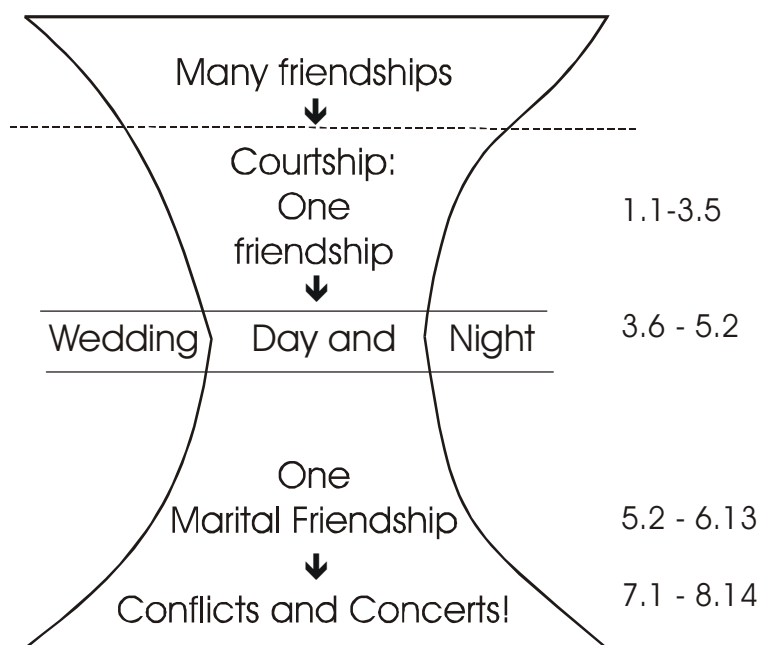 Many friendships
Courtship:
One
friendship
1.1-3.5
Wedding Day and Night
3.6 - 5.2
One
Marital Friendship
5.2 - 6.13
Conflicts and Concerts!
7.1 - 8.14